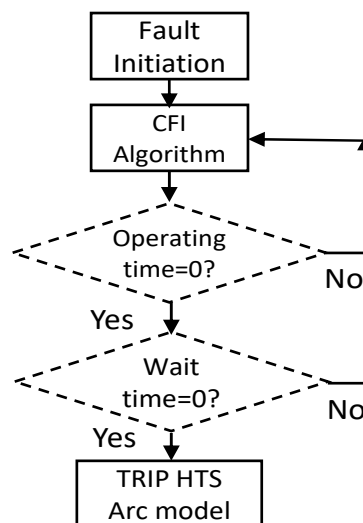 Fault
Initiation
CFI
Algorithm
Operating
time=0?
No
Yes
Wait
time=0?
No
Yes
TRIP HTS
Arc model